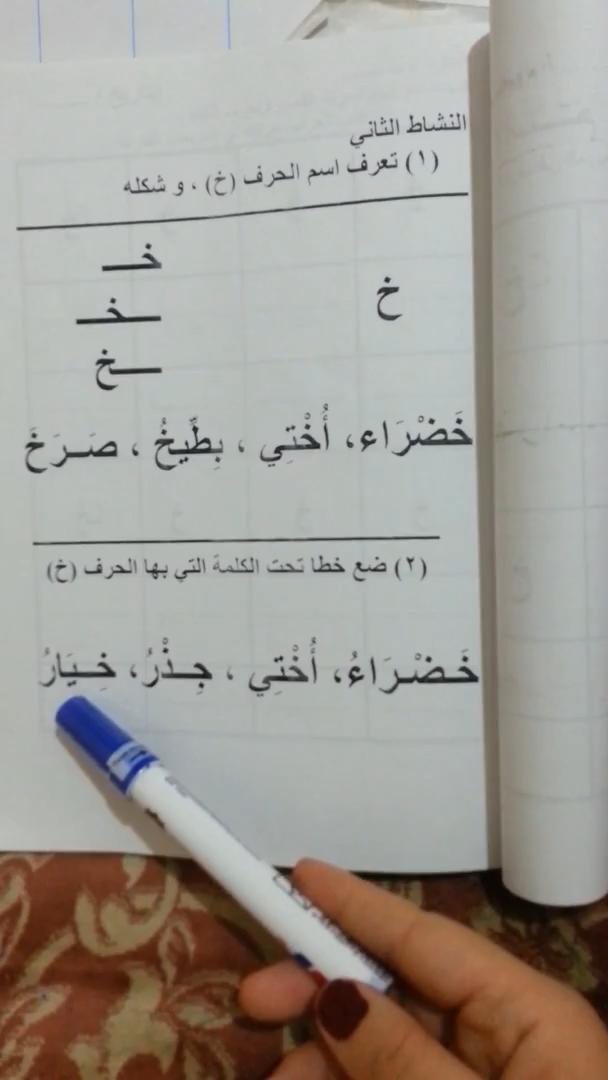 النشاط الثاني
(١) تعرف اسم الحرف (خ) ، و شكله
خـ
خ
ـخـ
ـخ
خَضْرَاء، أُخْتِي ، بِطِّيخُ ، صَرَخَ
(٢) ضع خطا تحت الكلمة التي بها الحرف (خ)
خَضْرَاءُ، أُخْتِي ، جِذْرُ، خِيَارُ